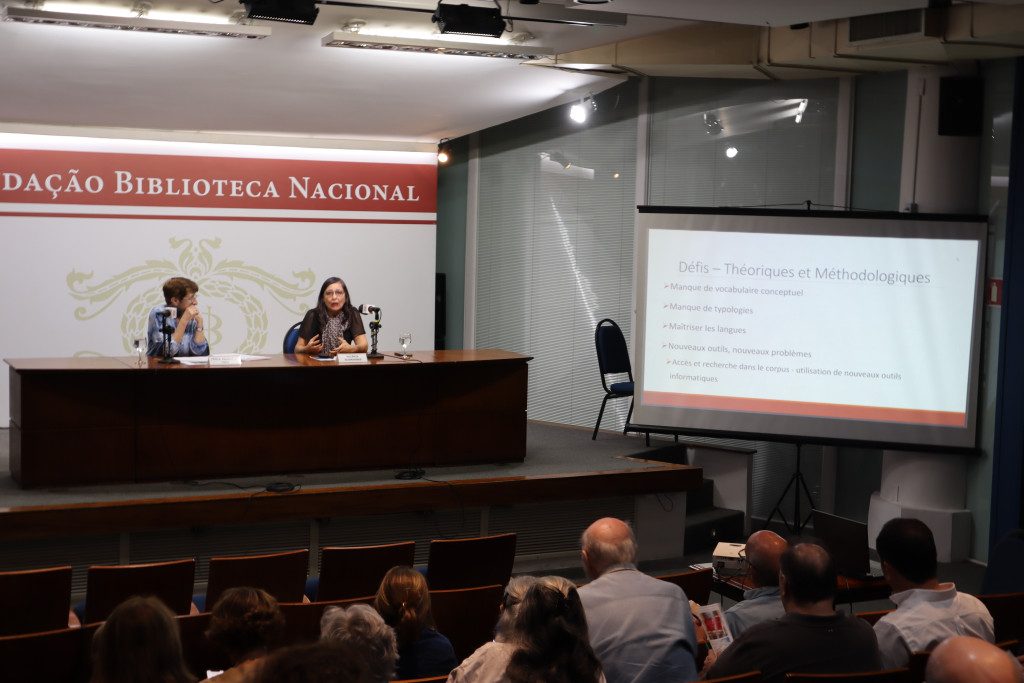 DAÇÃO BIBLIOTECA NACIONAL
Défis – Théoriques et Méthodologiques
Manque de vocabulaire conceptuel
Manque de typologies
Maîtriser les langues
Nouveaux outils, nouveaux problèmes
Accès et recherche dans le corpus - utilisation de nouveaux outils
informatiques